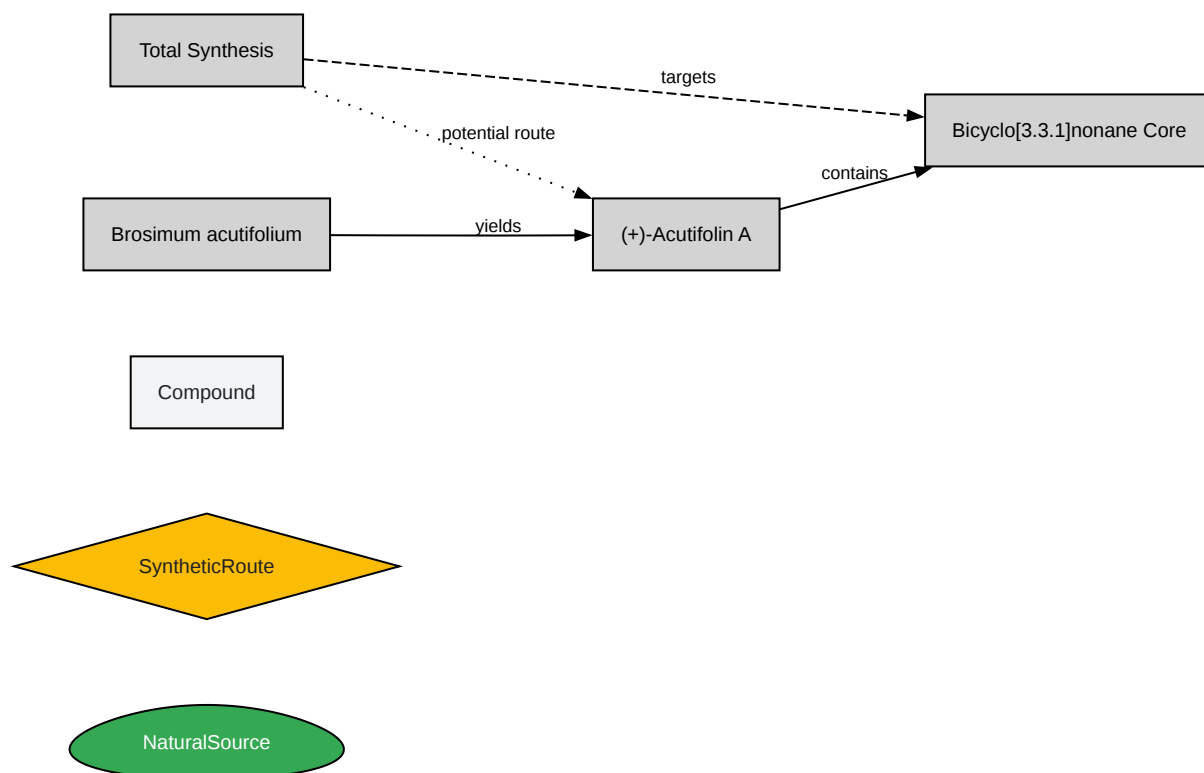 Total Synthesis
targets
Bicyclo[3.3.1]nonane Core
potential route
contains
Brosimum acutifolium
yields
(+)-Acutifolin A
Compound
SyntheticRoute
NaturalSource